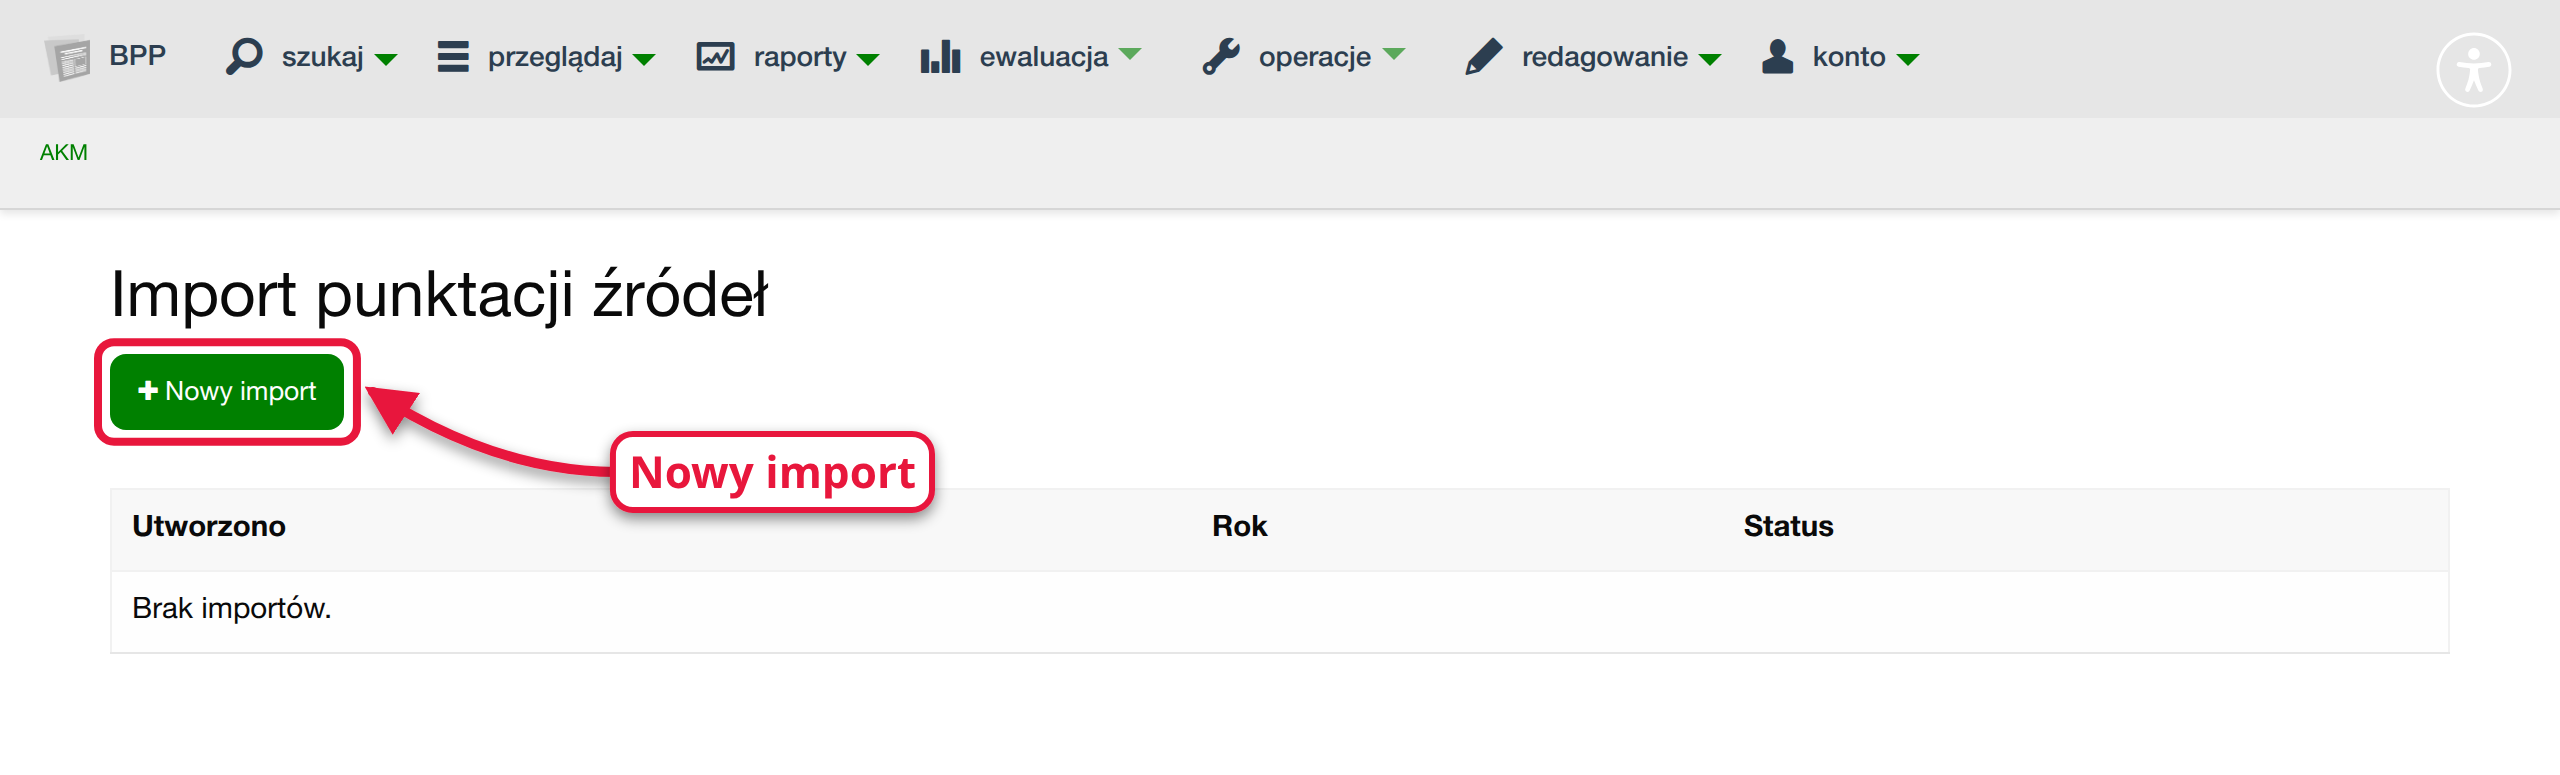 BPP szukaj przeglądaj raporty ewaluacja operacje redagowanie konto
AKM
Import punktacji źródeł
Nowy import
Nowy import
Utworzono Rok Status
Brak importów.